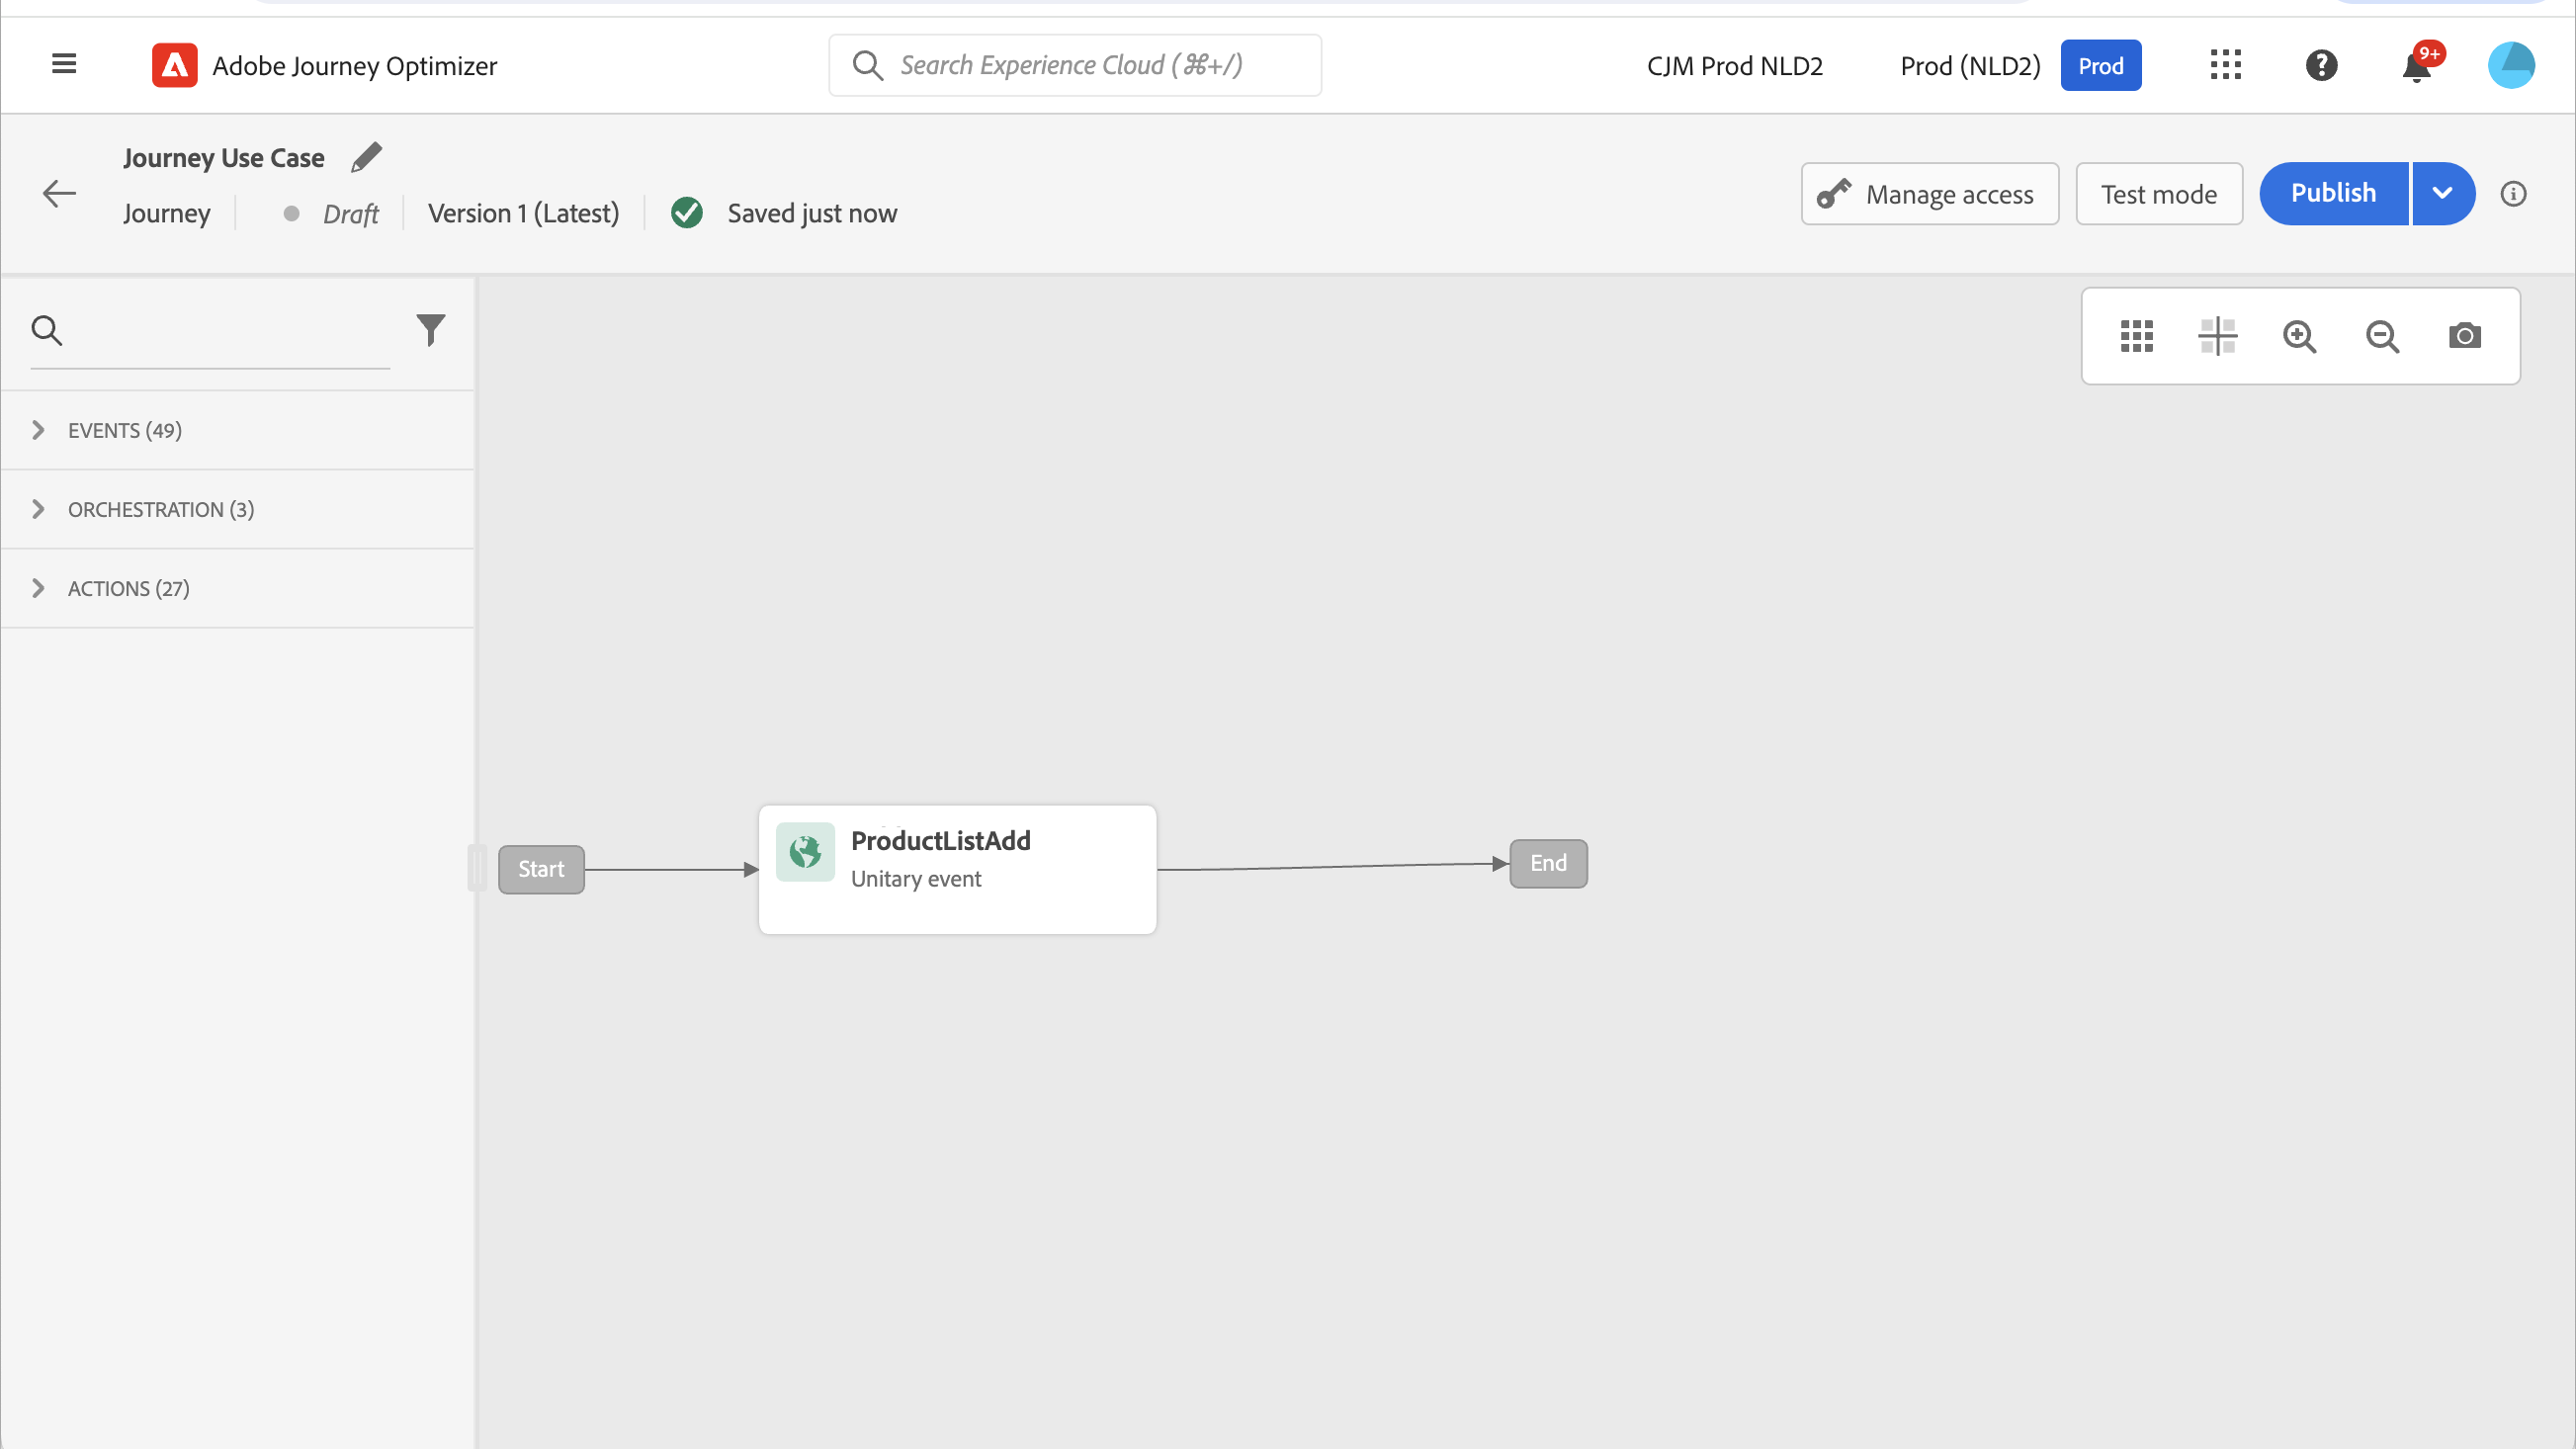 Adobe Journey Optimizer
Search Experience Cloud (⌘+/)
CJM Prod NLD2
Prod (NLD2)
Prod
9+
Journey Use Case
Journey
Draft
Version 1 (Latest)
Saved just now
Manage access
Test mode
Publish
EVENTS (49)
ORCHESTRATION (3)
ACTIONS (27)
Start
ProductListAdd
Unitary event
End